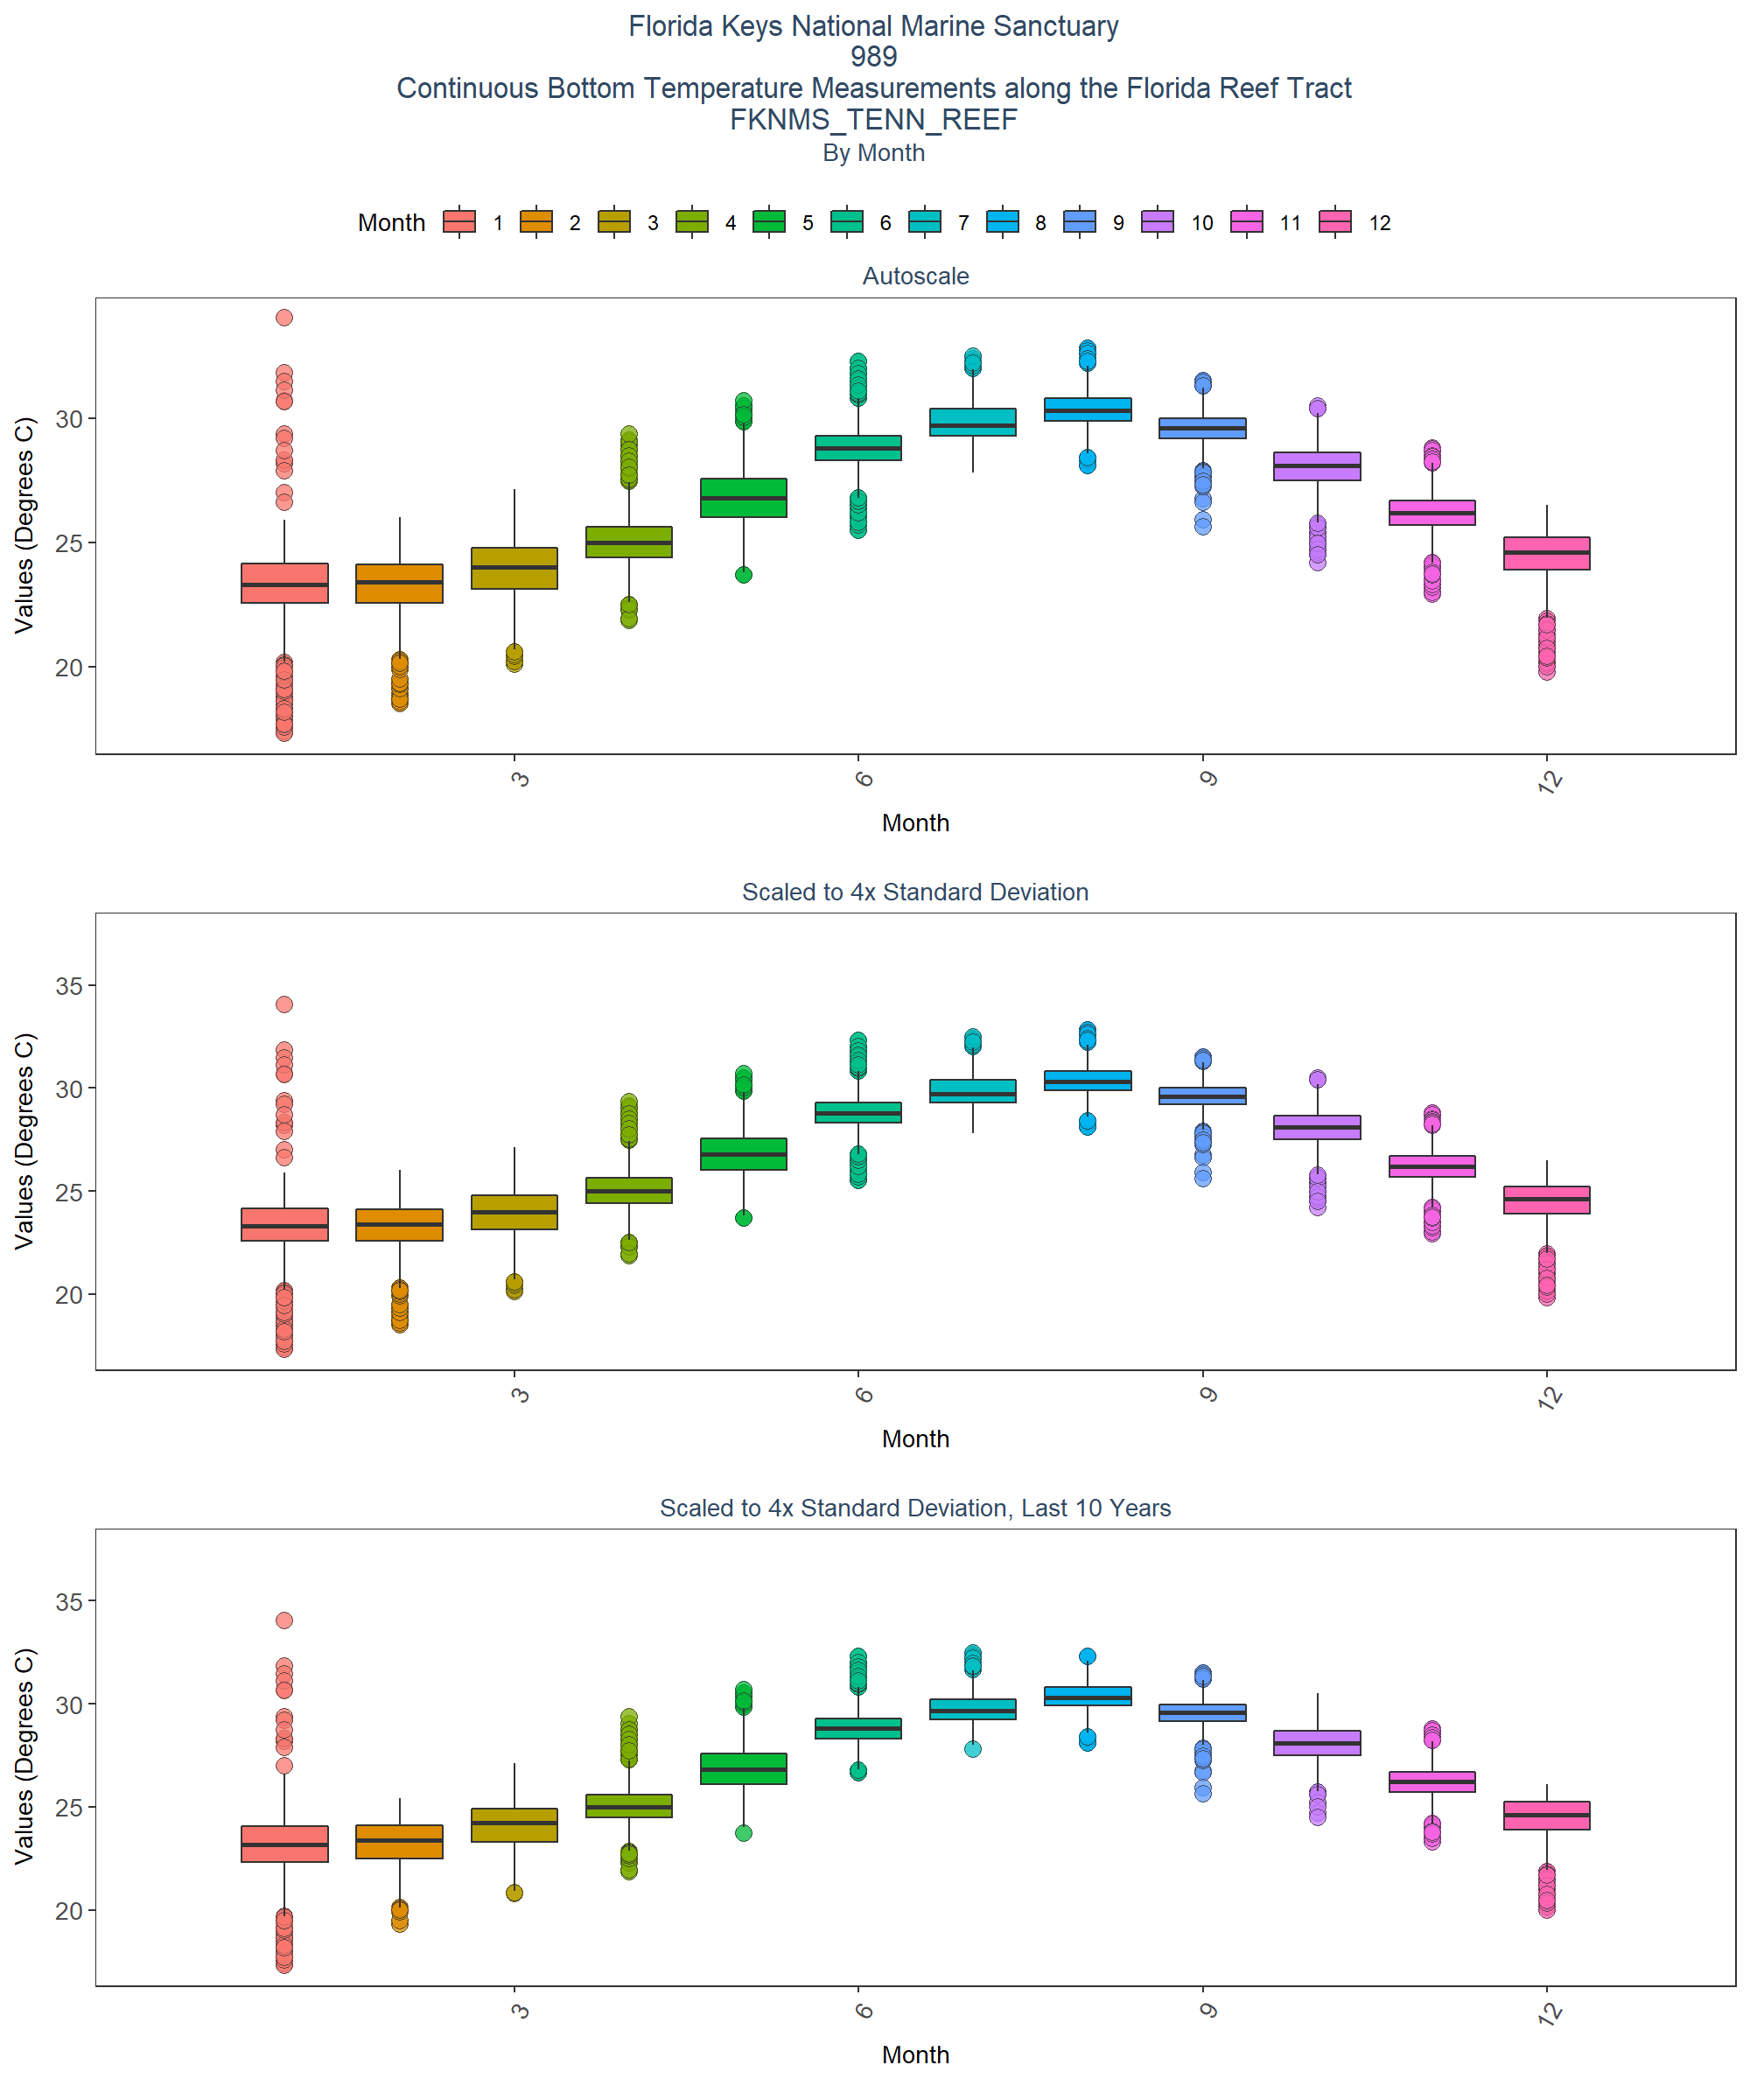 Florida Keys National Marine Sanctuary
989
Continuous Bottom Temperature Measurements along the Florida Reef Tract
FKNMS_TENN_REEF
By Month
Month 1 2 3 4 5 6 7 8 9 10 11 12
Autoscale
Values (Degrees C)
30
25
20
3 6 9 12
Month
Scaled to 4x Standard Deviation
Values (Degrees C)
35
30
25
20
3 6 9 12
Month
Scaled to 4x Standard Deviation, Last 10 Years
Values (Degrees C)
35
30
25
20
3 6 9 12
Month